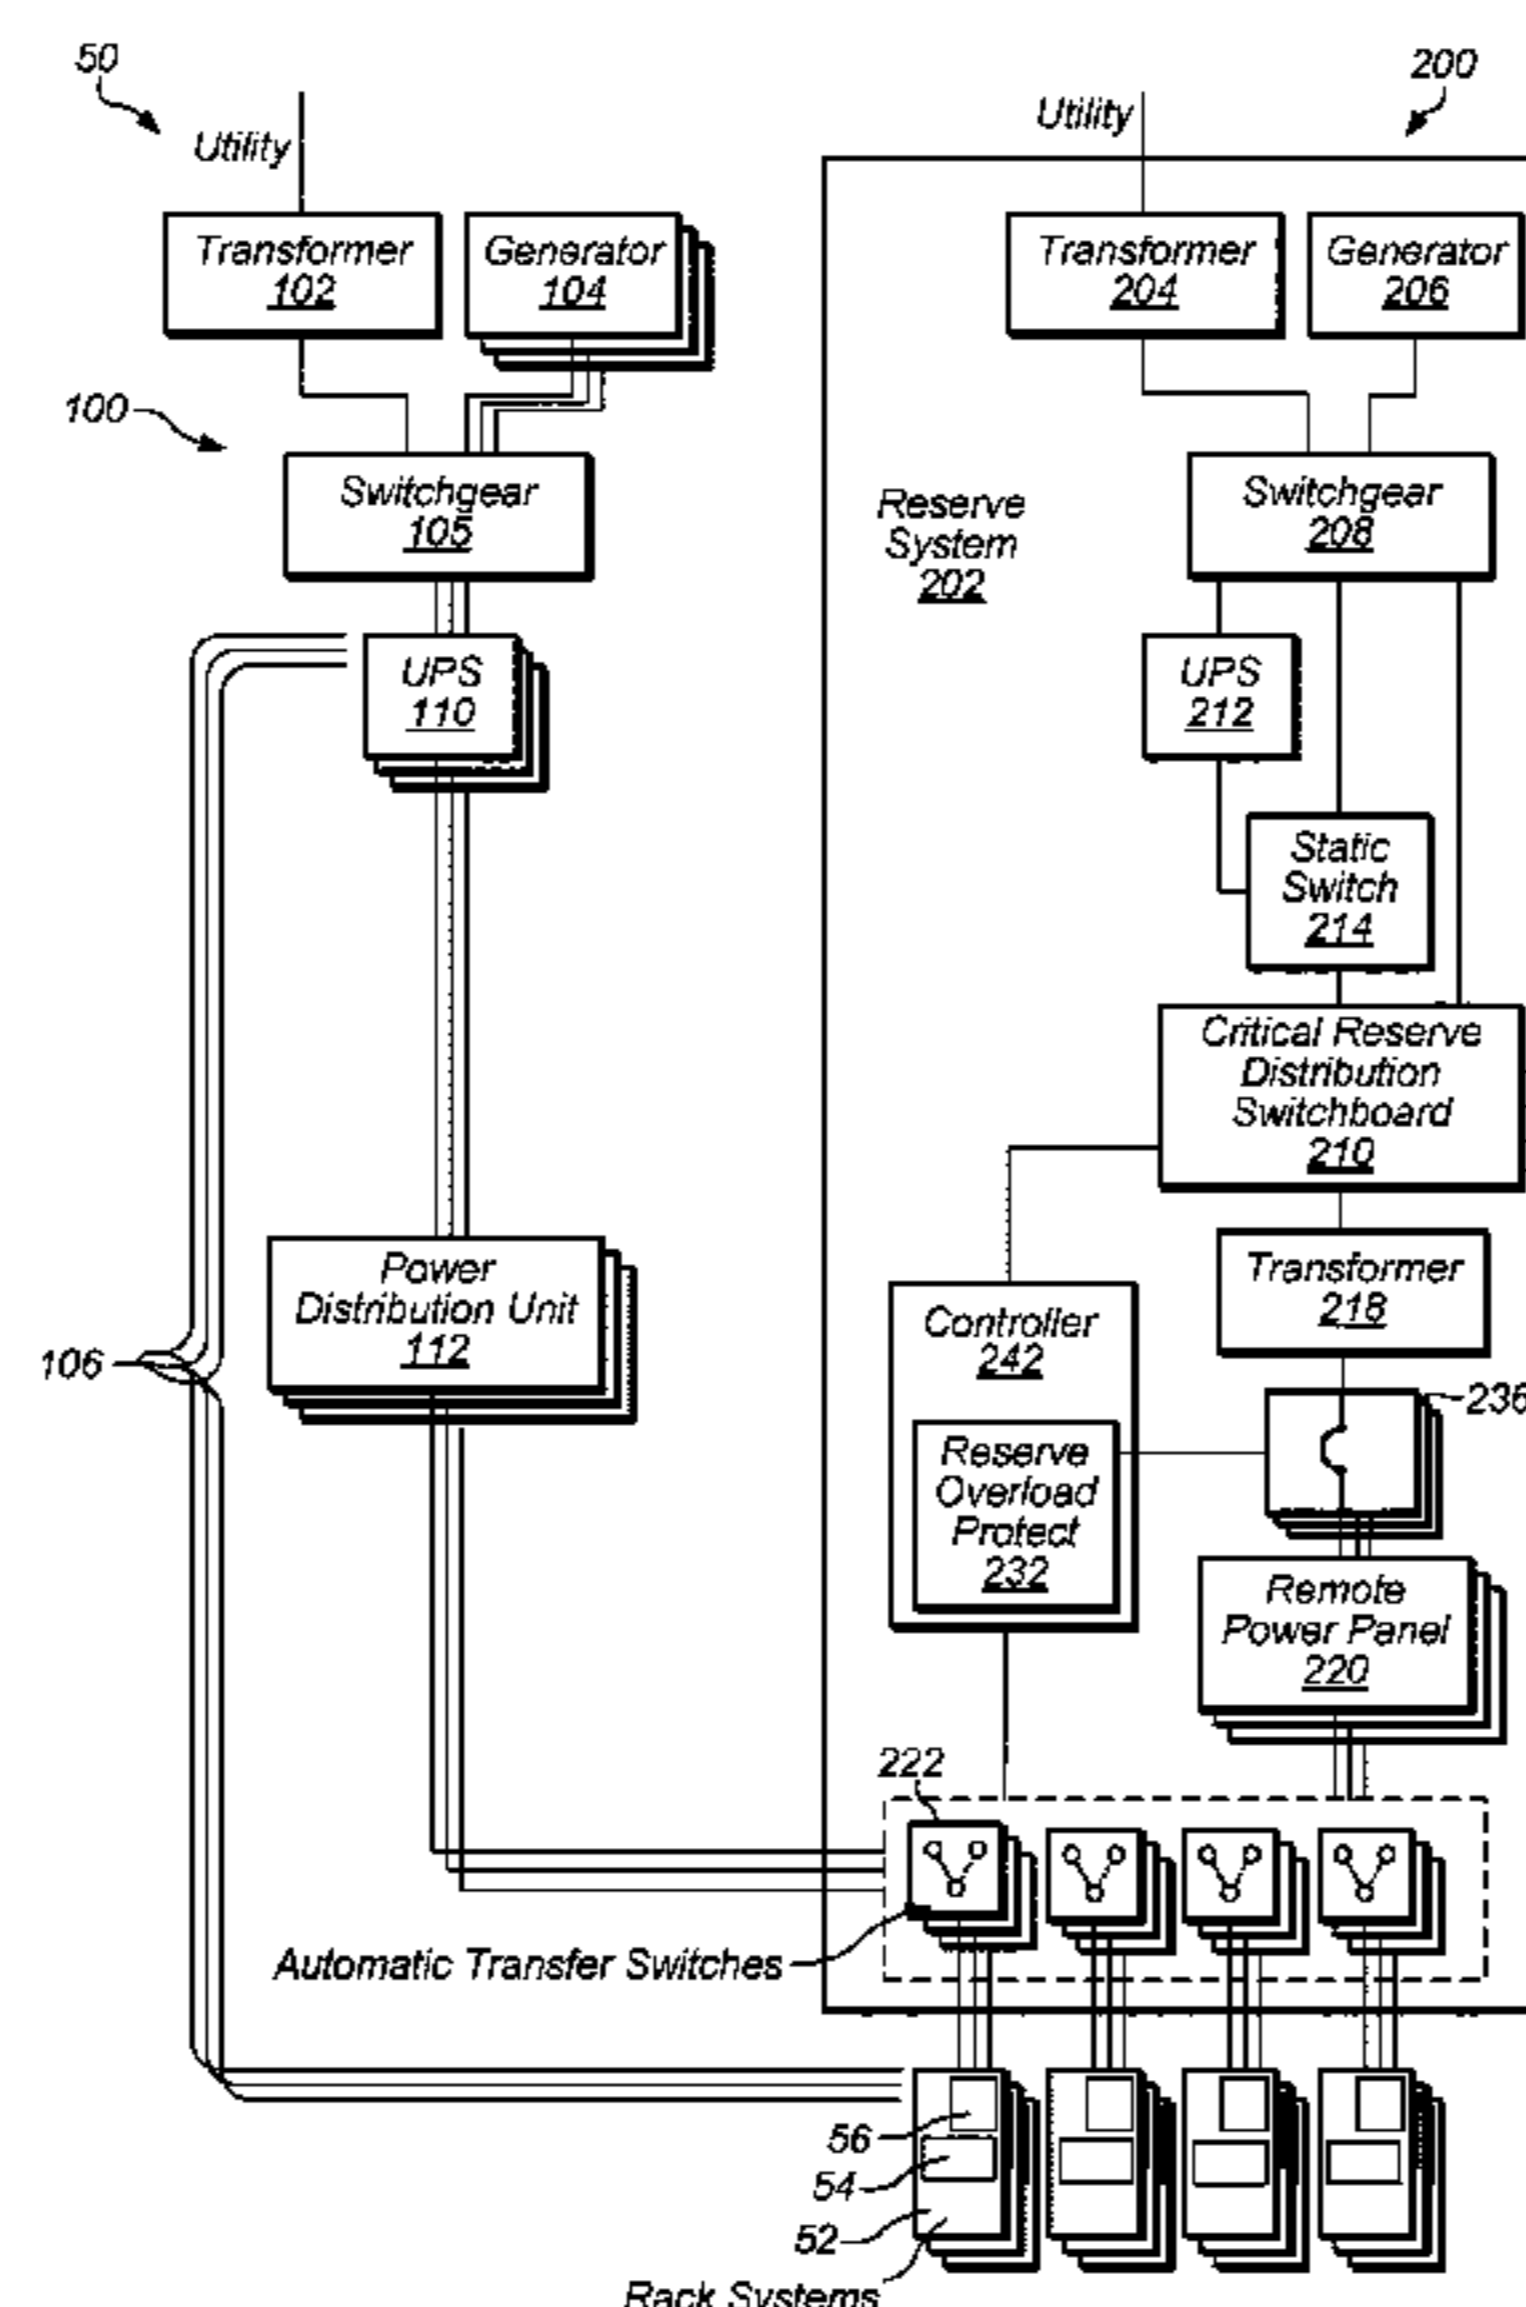 50
200
Utility
Utility
Transformer
102
Generator
104
Transformer
204
Generator
206
100
Switchgear
105
Reserve
System
202
Switchgear
208
UPS
110
UPS
212
Static
Switch
214
Critical Reserve
Distribution
Switchboard
210
Power
Distribution Unit
112
106
Controller
242
Transformer
218
236
Reserve
Overload
Protect
232
Remote
Power Panel
220
222
Automatic Transfer Switches
56
54
52
Rack Systems